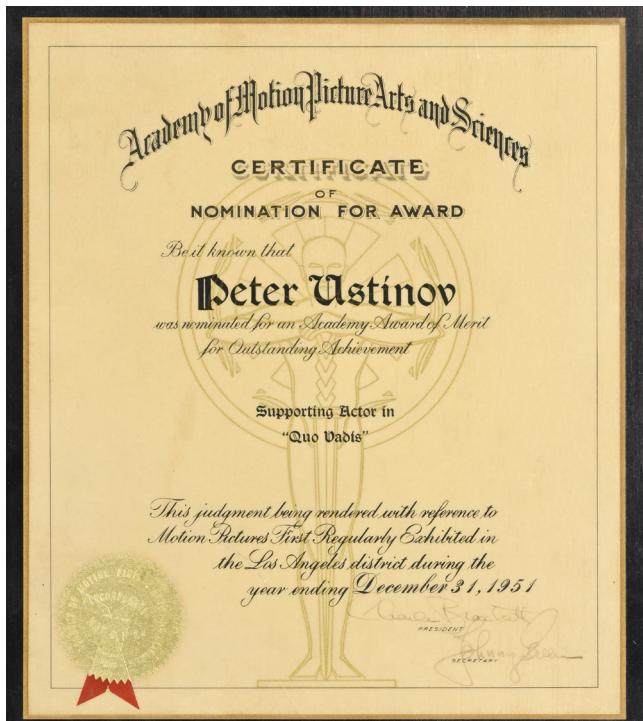 Academy of Motion Picture Arts and Sciences
CERTIFICATE
OF
NOMINATION FOR AWARD
Be it known that
Peter Ustinov
was nominated for an Academy Award of Merit
for Outstanding Achievement
Supporting Actor in
"Quo Vadis"
This judgment being rendered with reference to
Motion Pictures First Regularly Exhibited in
the Los Angeles district during the
year ending December 31, 1951
PRESIDENT
SECRETARY